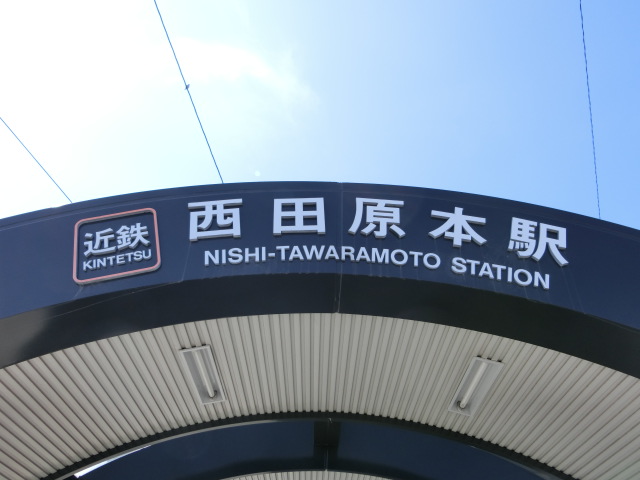 近鉄
KINTETSU
西田原本駅
NISHI-TAWARAMOTO STATION